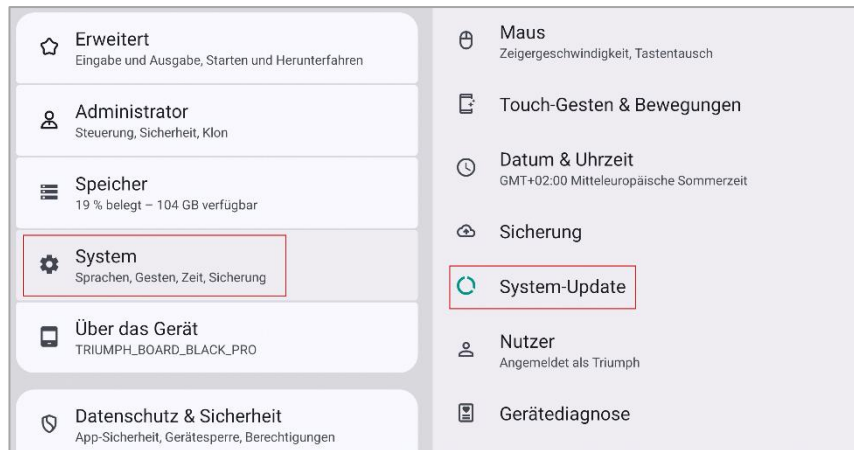 Erweitert
Eingabe und Ausgabe, Starten und Herunterfahren
Administrator
Steuerung, Sicherheit, Klon
Speicher
19 % belegt – 104 GB verfügbar
System
Sprachen, Gesten, Zeit, Sicherung
Über das Gerät
TRIUMPH_BOARD_BLACK_PRO
Datenschutz & Sicherheit
App-Sicherheit, Gerätesperre, Berechtigungen
Maus
Zeigergeschwindigkeit, Tastentausch
Touch-Gesten & Bewegungen
Datum & Uhrzeit
GMT+02:00 Mitteleuropäische Sommerzeit
Sicherung
System-Update
Nutzer
Angemeldet als Triumph
Gerätediagnose